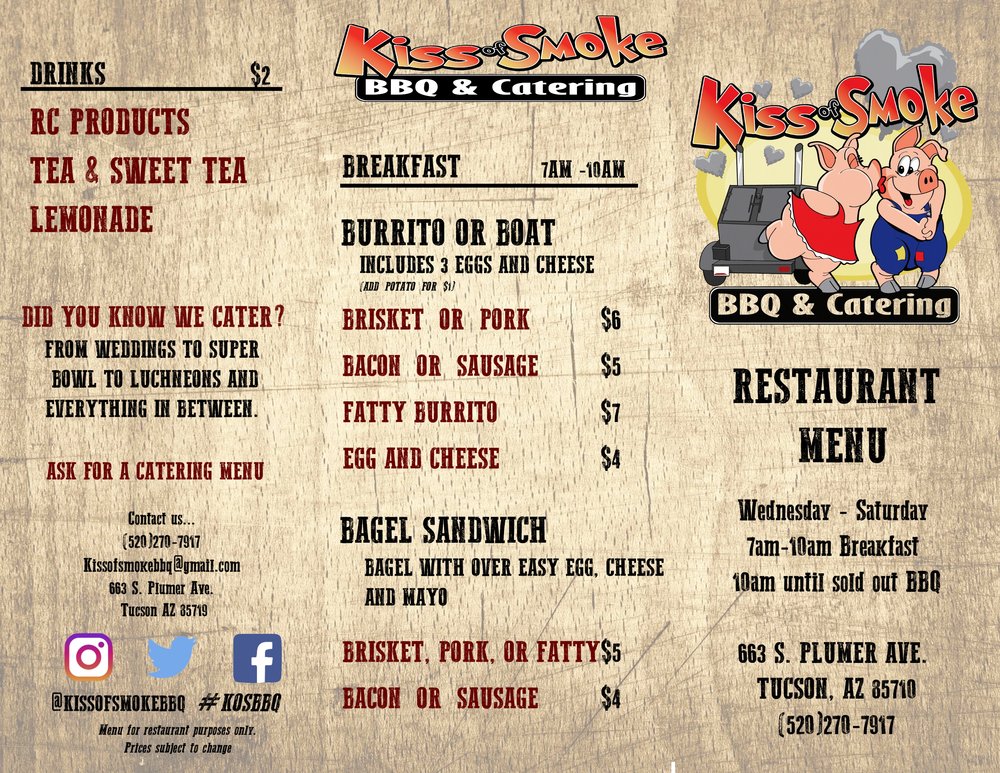 DRINKS $2
RC PRODUCTS
TEA & SWEET TEA
LEMONADE
DID YOU KNOW WE CATER?
FROM WEDDINGS TO SUPER
BOWL TO LUCHNEONS AND
EVERYTHING IN BETWEEN.
ASK FOR A CATERING MENU
Contact us...
(520)270-7917
Kissofsmokebbq@gmail.com
663 S. Plumer Ave.
Tucson AZ 85719
@KISSOFSMOKEBBQ #KOSBBQ
Menu for restaurant purposes only.
Prices subject to change
Kiss of Smoke
BBQ & Catering
BREAKFAST 7AM -10AM
BURRITO OR BOAT
INCLUDES 3 EGGS AND CHEESE
(ADD POTATO FOR $1)
BRISKET OR PORK $6
BACON OR SAUSAGE $5
FATTY BURRITO $7
EGG AND CHEESE $4
BAGEL SANDWICH
BAGEL WITH OVER EASY EGG, CHEESE
AND MAYO
BRISKET, PORK, OR FATTY $5
BACON OR SAUSAGE $4
Kiss of Smoke
BBQ & Catering
RESTAURANT
MENU
Wednesday - Saturday
7am-10am Breakfast
10am until sold out BBQ
663 S. PLUMER AVE.
TUCSON, AZ 85710
(520)270-7917